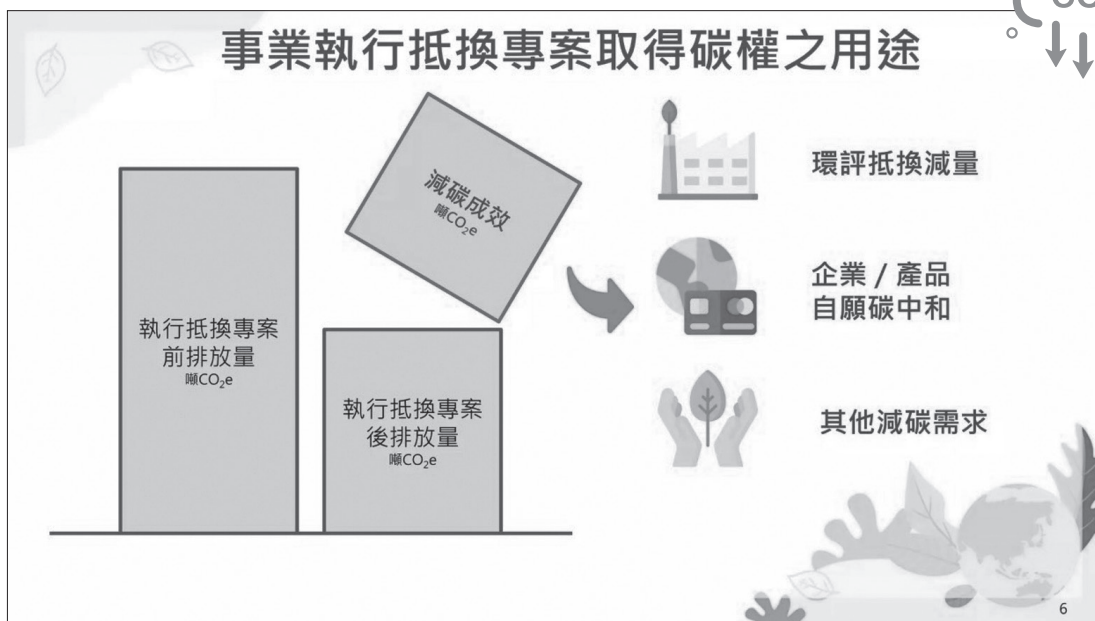 事業執行抵換專案取得碳權之用途
減碳成效
噸CO₂e
執行抵換專案
前排放量
噸CO₂e
執行抵換專案
後排放量
噸CO₂e
環評抵換減量
企業 / 產品
自願碳中和
其他減碳需求
6